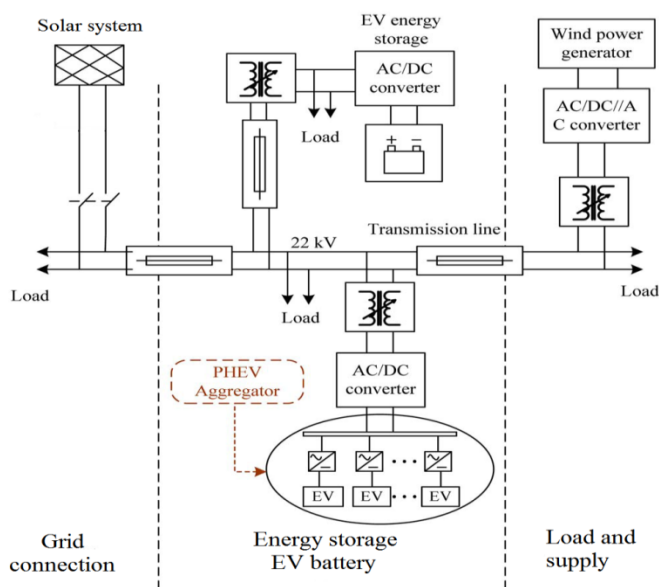 Solar system
EV energy
storage
AC/DC
converter
+ −
Load
Wind power
generator
AC/DC//A
C converter
22 kV
Transmission line
Load
Load
Load
PHEV
Aggregator
AC/DC
converter
EV
EV
EV
Grid
connection
Energy storage
EV battery
Load and
supply